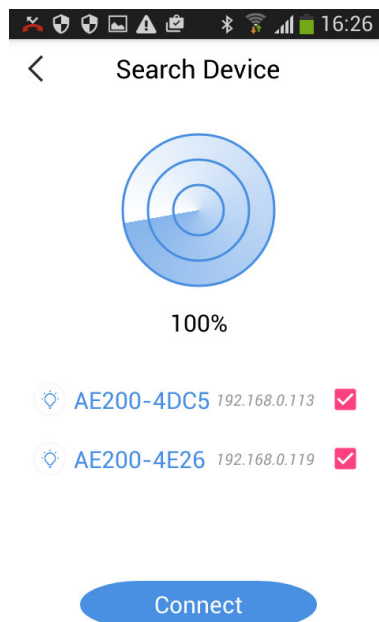 16:26
Search Device
100%
AE200-4DC5 192.168.0.113
AE200-4E26 192.168.0.119
Connect